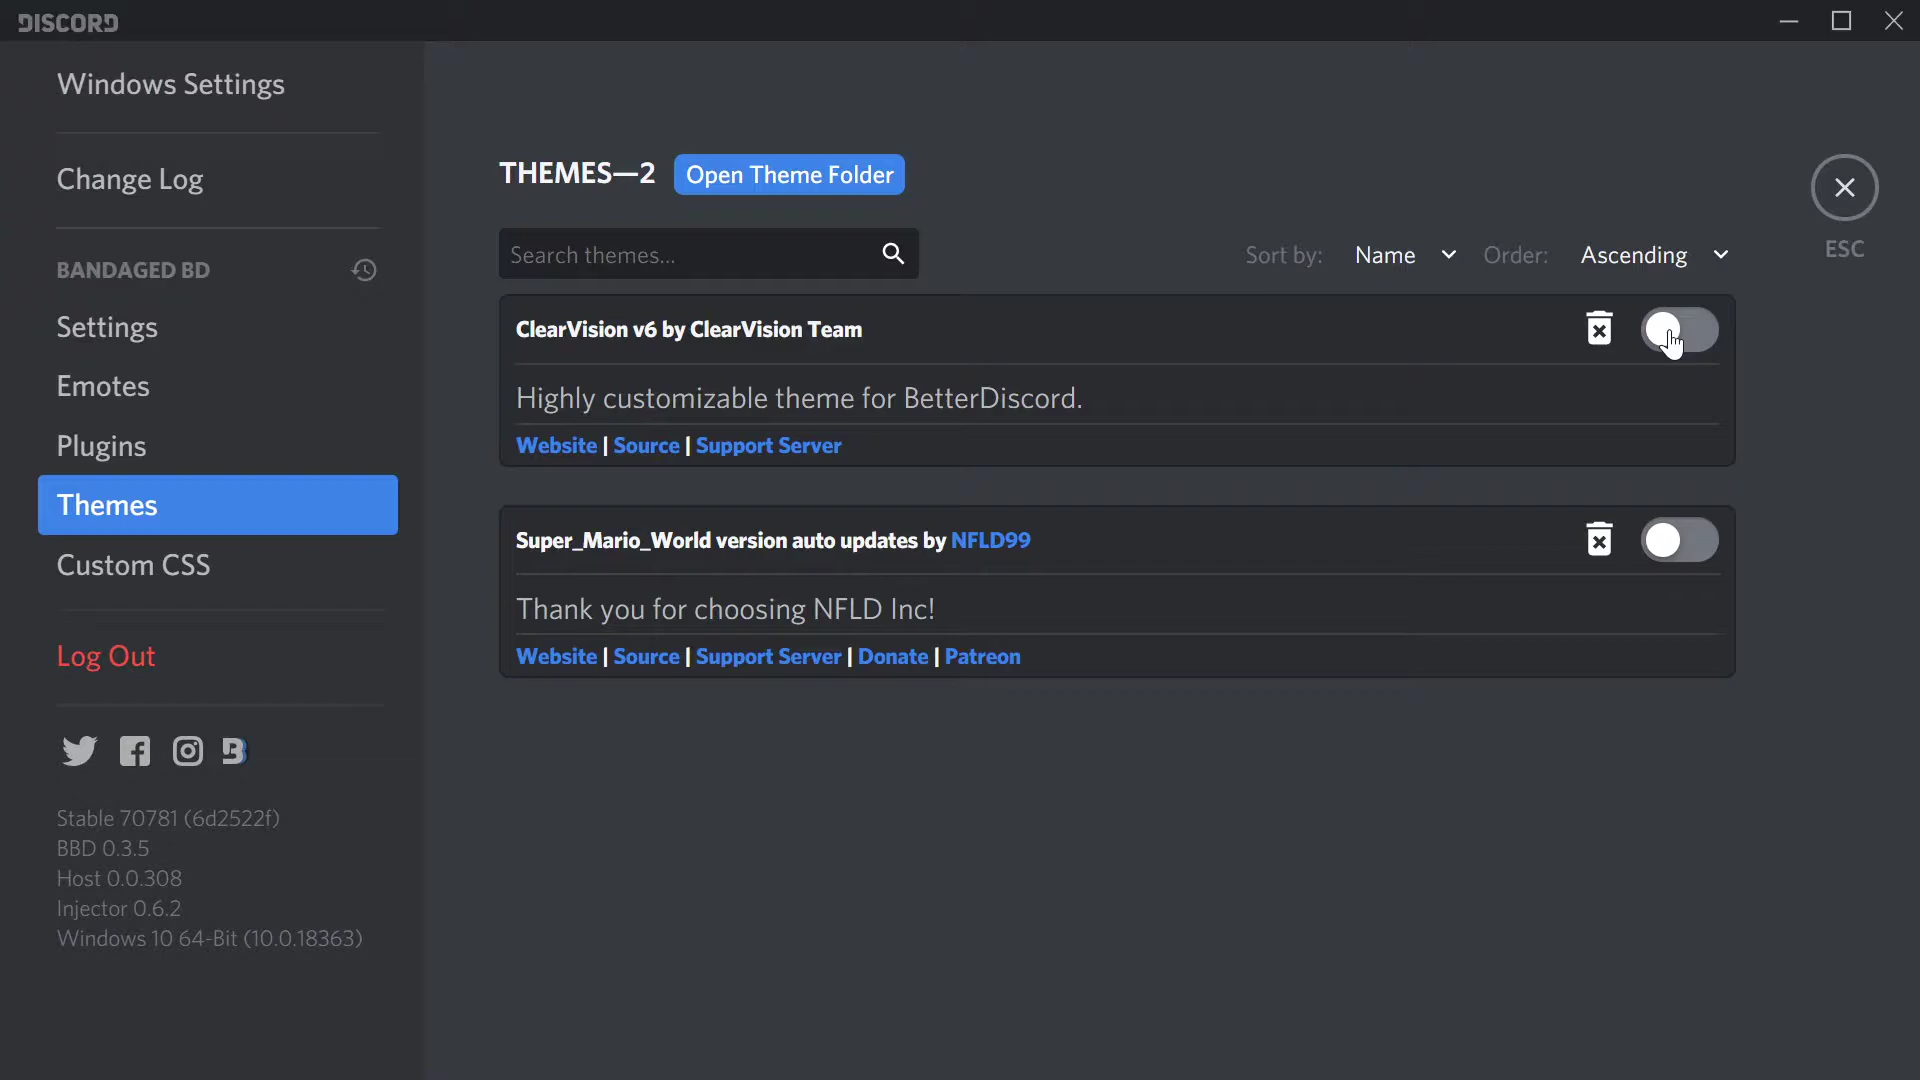 DISCORD
Windows Settings
Change Log
BANDAGED BD
Settings
Emotes
Plugins
Themes
Custom CSS
Log Out
Stable 70781 (6d2522f)
BBD 0.3.5
Host 0.0.308
Injector 0.6.2
Windows 10 64-Bit (10.0.18363)
THEMES—2
Open Theme Folder
Search themes...
Sort by: Name Order: Ascending
ClearVision v6 by ClearVision Team
Highly customizable theme for BetterDiscord.
Website | Source | Support Server
Super_Mario_World version auto updates by NFLD99
Thank you for choosing NFLD Inc!
Website | Source | Support Server | Donate | Patreon
ESC